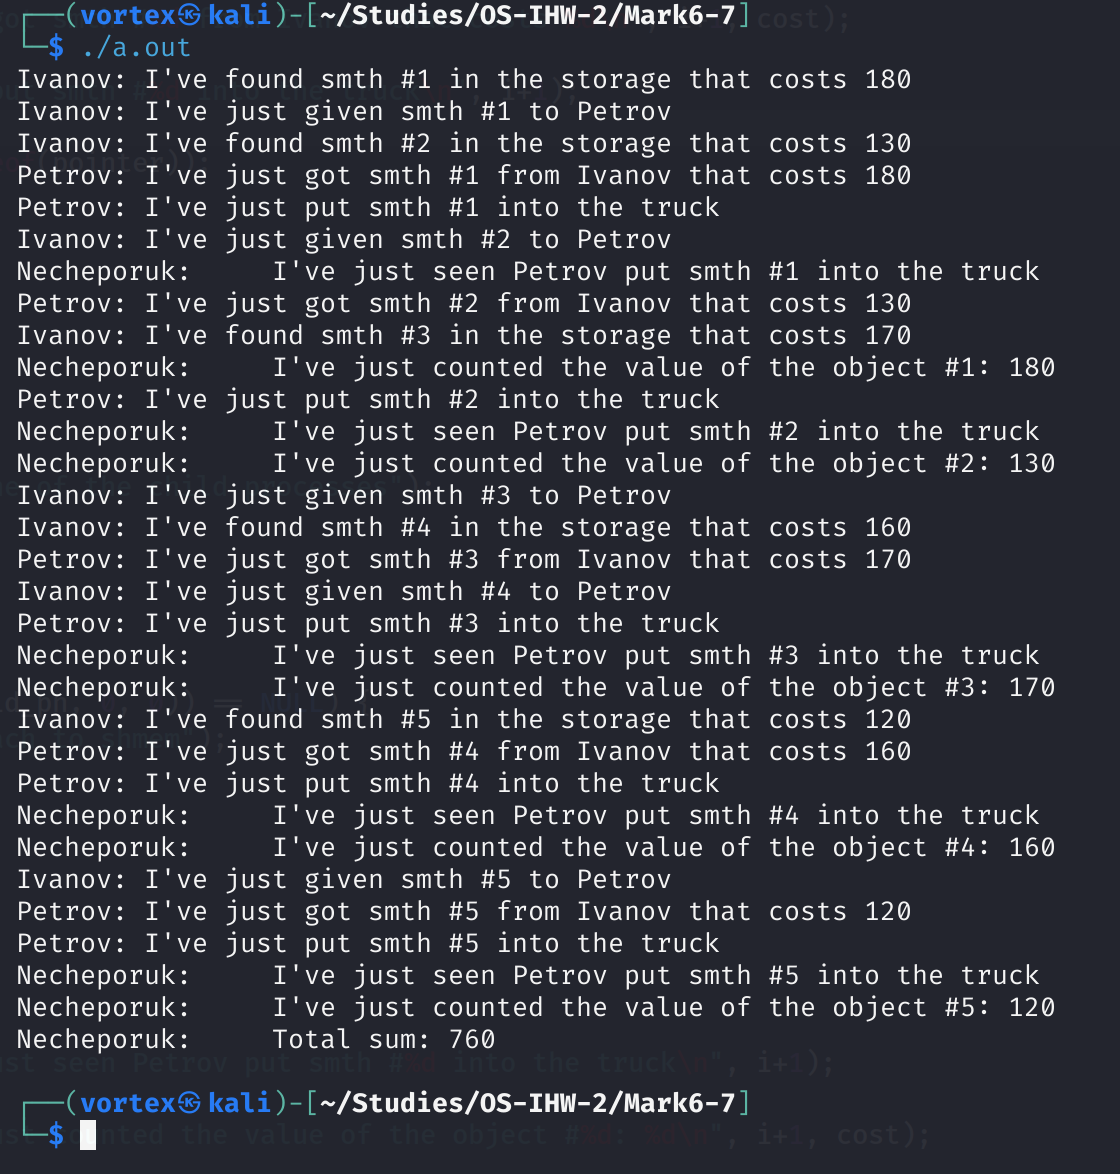 ┌──(vortex㉿kali)-[~/Studies/OS-IHW-2/Mark6-7]
└─$ ./a.out
Ivanov: I've found smth #1 in the storage that costs 180
Ivanov: I've just given smth #1 to Petrov
Ivanov: I've found smth #2 in the storage that costs 130
Petrov: I've just got smth #1 from Ivanov that costs 180
Petrov: I've just put smth #1 into the truck
Ivanov: I've just given smth #2 to Petrov
Necheporuk:     I've just seen Petrov put smth #1 into the truck
Petrov: I've just got smth #2 from Ivanov that costs 130
Ivanov: I've found smth #3 in the storage that costs 170
Necheporuk:     I've just counted the value of the object #1: 180
Petrov: I've just put smth #2 into the truck
Necheporuk:     I've just seen Petrov put smth #2 into the truck
Necheporuk:     I've just counted the value of the object #2: 130
Ivanov: I've just given smth #3 to Petrov
Ivanov: I've found smth #4 in the storage that costs 160
Petrov: I've just got smth #3 from Ivanov that costs 170
Ivanov: I've just given smth #4 to Petrov
Petrov: I've just put smth #3 into the truck
Necheporuk:     I've just seen Petrov put smth #3 into the truck
Necheporuk:     I've just counted the value of the object #3: 170
Ivanov: I've found smth #5 in the storage that costs 120
Petrov: I've just got smth #4 from Ivanov that costs 160
Petrov: I've just put smth #4 into the truck
Necheporuk:     I've just seen Petrov put smth #4 into the truck
Necheporuk:     I've just counted the value of the object #4: 160
Ivanov: I've just given smth #5 to Petrov
Petrov: I've just got smth #5 from Ivanov that costs 120
Petrov: I've just put smth #5 into the truck
Necheporuk:     I've just seen Petrov put smth #5 into the truck
Necheporuk:     I've just counted the value of the object #5: 120
Necheporuk:     Total sum: 760
seen Petrov put smth #%d into the truck\n", i+1);
┌──(vortex㉿kali)-[~/Studies/OS-IHW-2/Mark6-7]
└─$
the value of the object #%d: %d\n", i+1, cost);